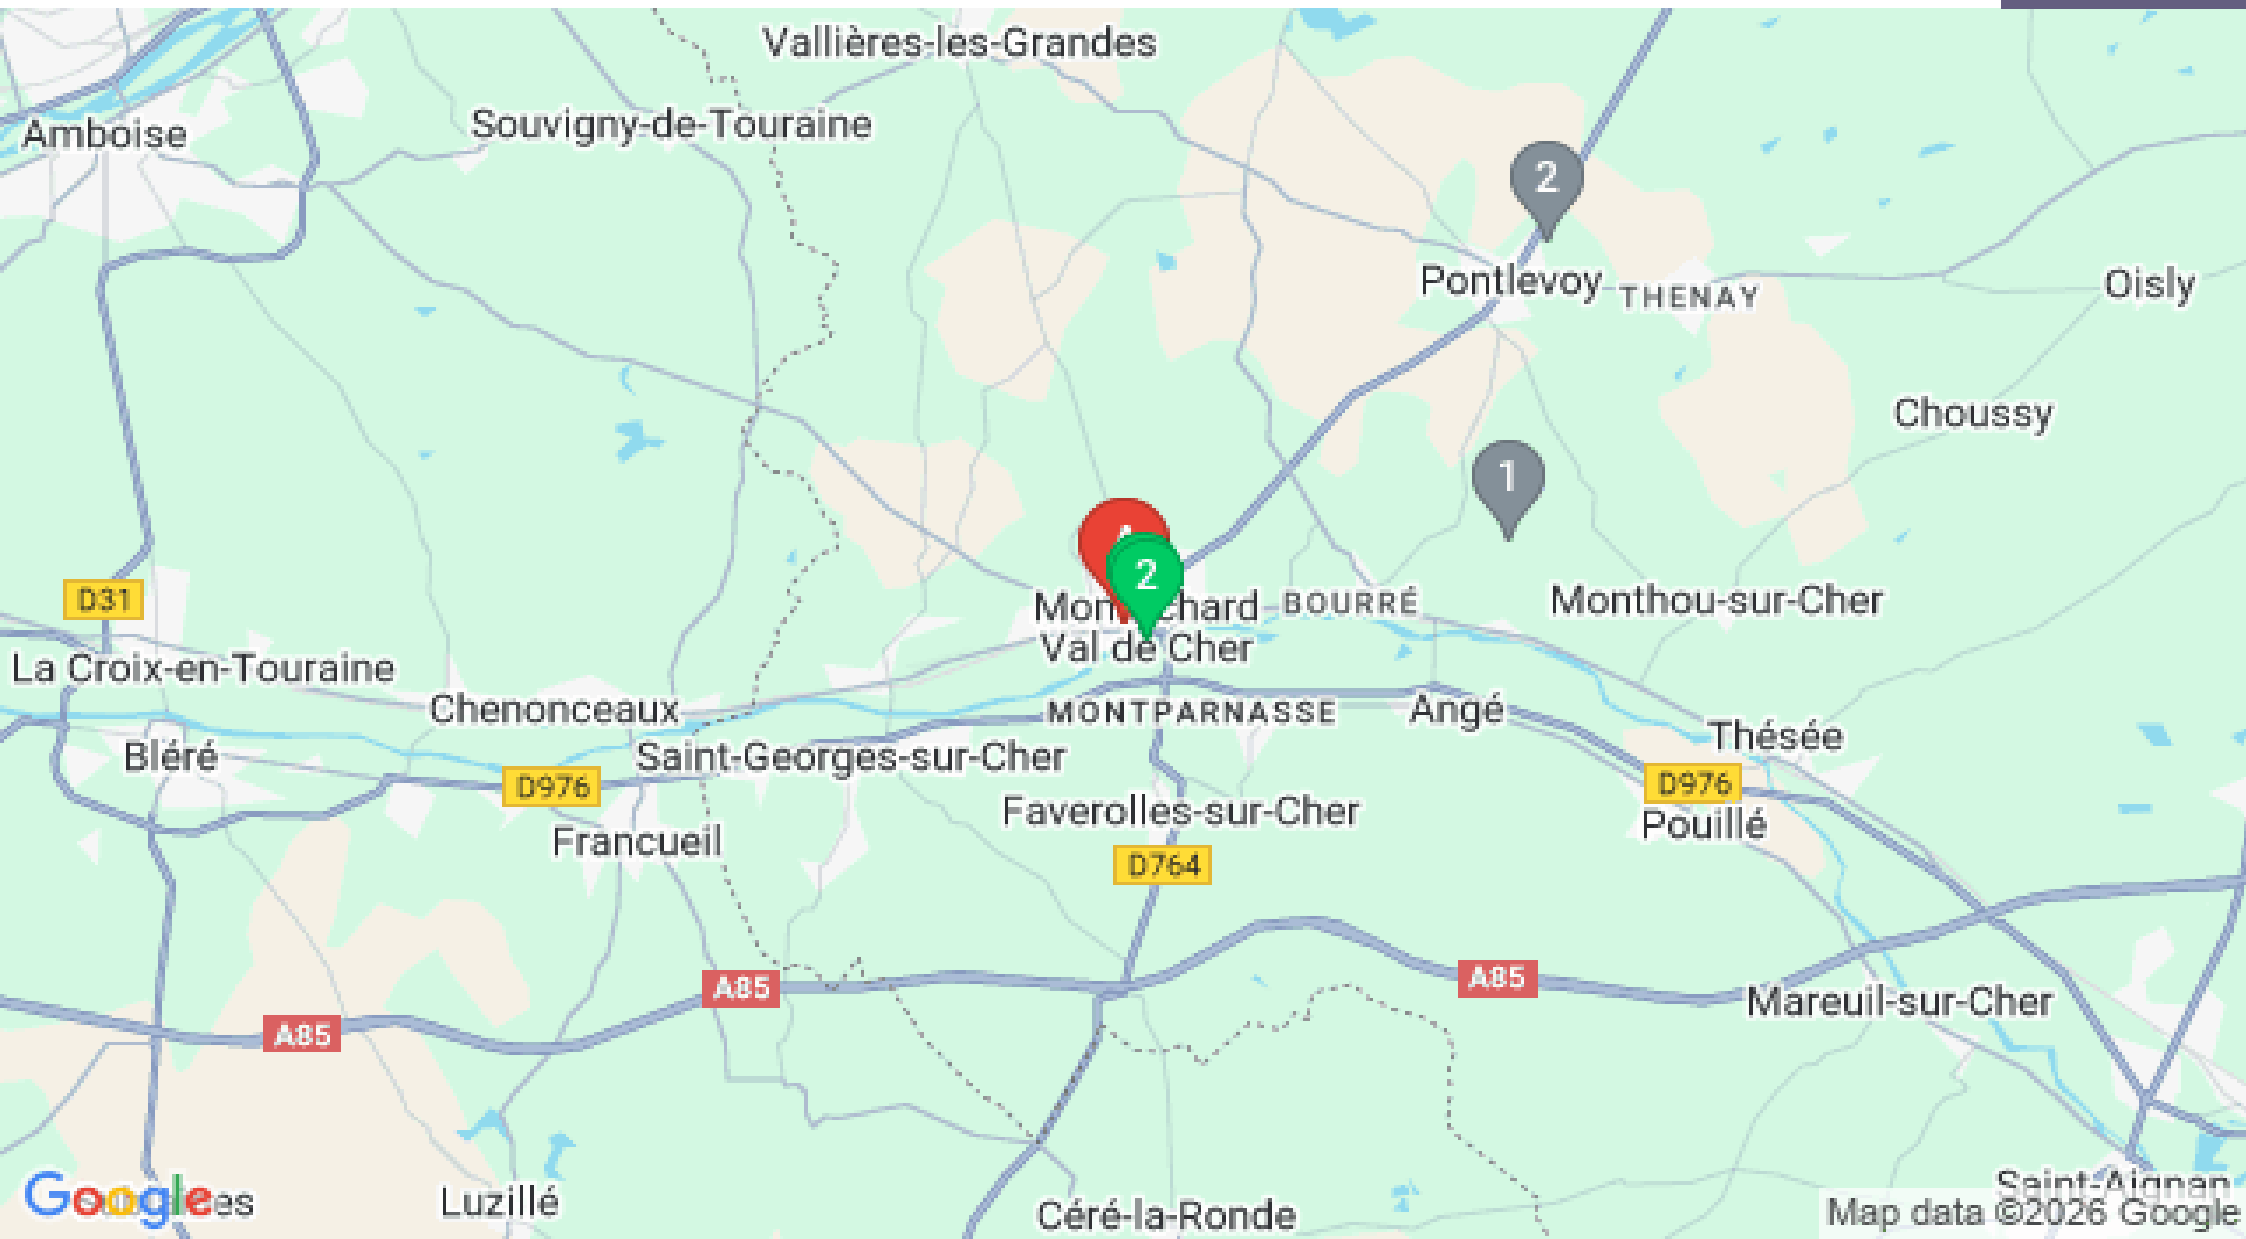 Vallières-les-Grandes
Souvigny-de-Touraine
Amboise
2
Pontlevoy
THENAY
Oisly
Choussy
1
2
D31
BOURRÉ
Monthou-sur-Cher
Val de Cher
La Croix-en-Touraine
Chenonceaux
MONTPARNASSE
Angé
Thésée
Bléré
Saint-Georges-sur-Cher
D976
D976
Faverolles-sur-Cher
Pouillé
Francueil
D764
A85
A85
Mareuil-sur-Cher
A85
Saint-Aignan
Google
Luzillé
Céré-la-Ronde
Map data ©2026 Google